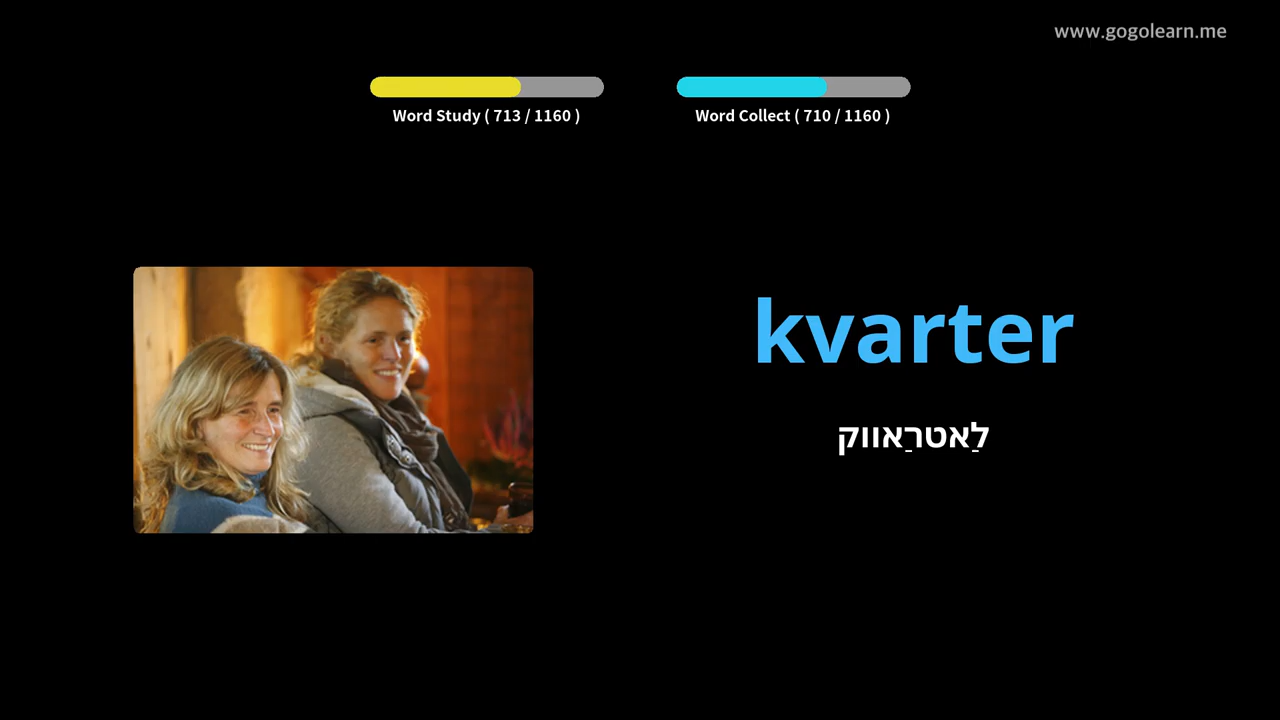 www.gogolearn.me
Word Study ( 713 / 1160 )
Word Collect ( 710 / 1160 )
kvarter
לַאטרַאווק